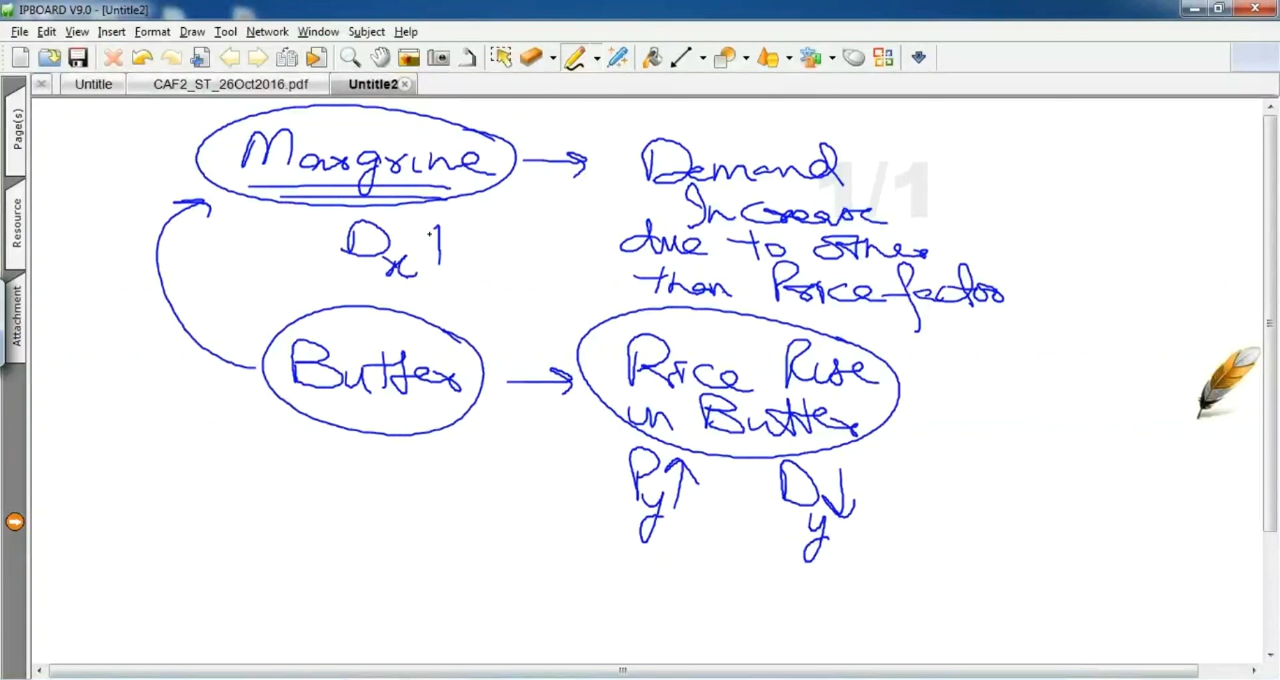 IPBOARD V9.0 - [Untitle2]
File Edit View Insert Format Draw Tool Network Window Subject Help
Untitle CAF2_ST_26Oct2016.pdf Untitle2
Page(s)
Resource
Attachment
1/1
Margrine → Demand
Increase
Dx due to other
than Price factor
Butter → Price Rise
in Butter
Py↑ Dy↓